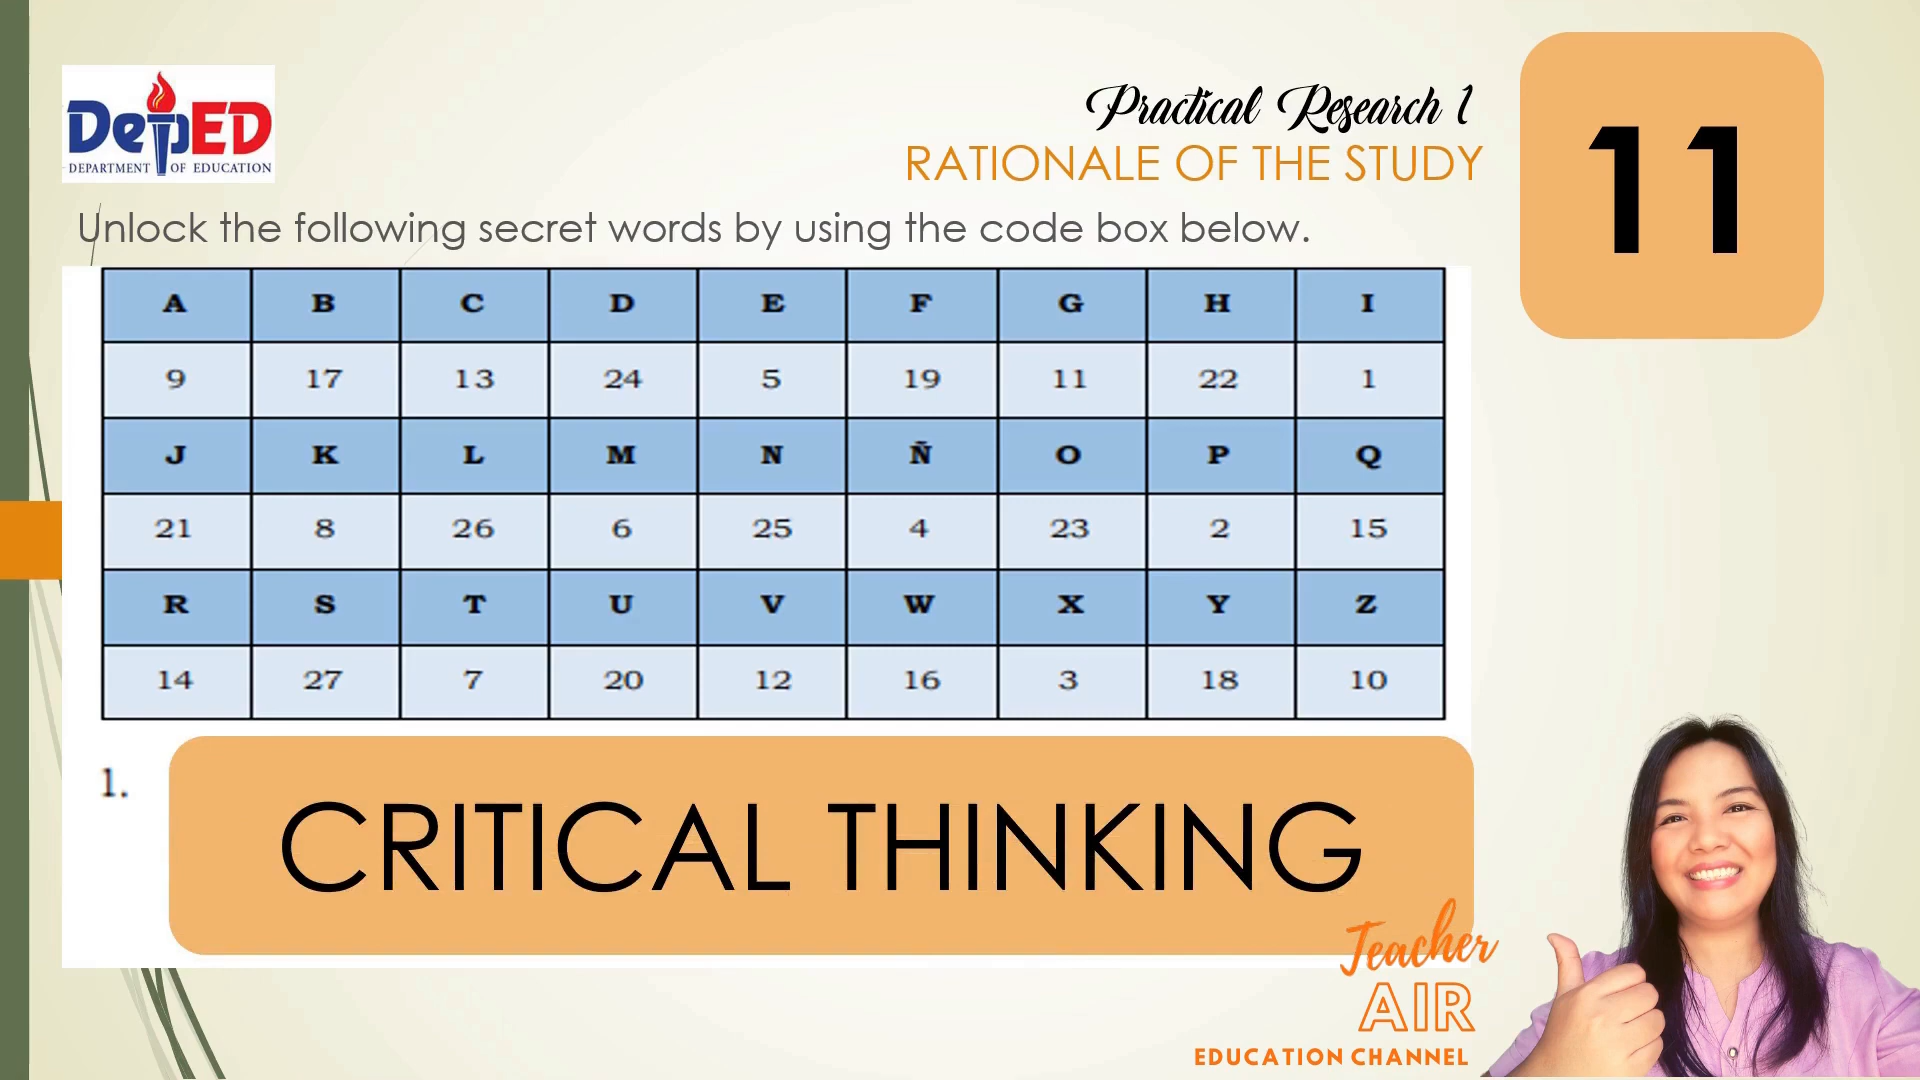 DepED
DEPARTMENT OF EDUCATION
Practical Research 1
RATIONALE OF THE STUDY
11
Unlock the following secret words by using the code box below.
A B C D E F G H I
9 17 13 24 5 19 11 22 1
J K L M N Ñ O P Q
21 8 26 6 25 4 23 2 15
R S T U V W X Y Z
14 27 7 20 12 16 3 18 10
1.
CRITICAL THINKING
Teacher
AIR
EDUCATION CHANNEL